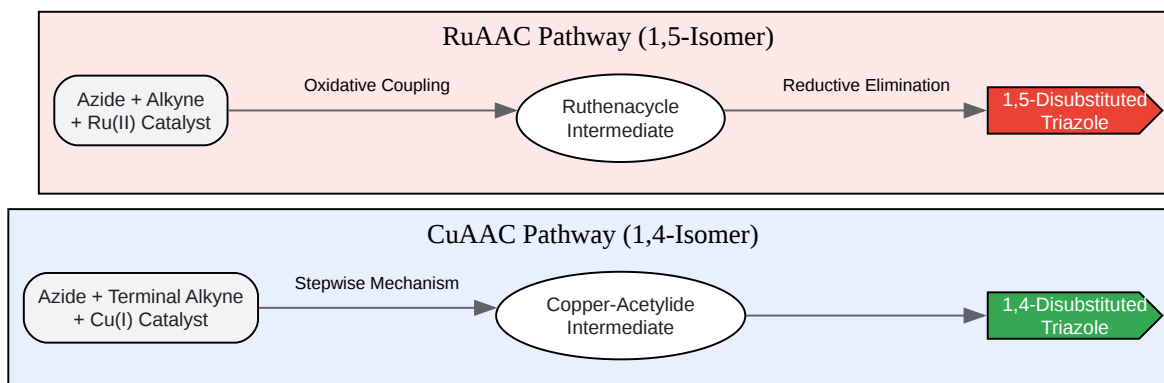 RuAAC Pathway (1,5-Isomer)
Azide + Alkyne
+ Ru(II) Catalyst
Oxidative Coupling
Ruthenacycle
Intermediate
Reductive Elimination
1,5-Disubstituted
Triazole
CuAAC Pathway (1,4-Isomer)
Azide + Terminal Alkyne
+ Cu(I) Catalyst
Stepwise Mechanism
Copper-Acetylide
Intermediate
1,4-Disubstituted
Triazole